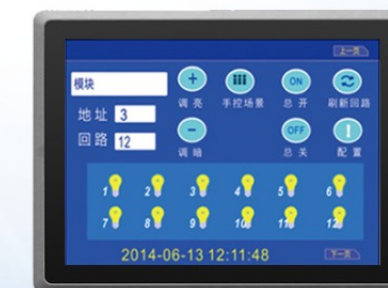 上一页
模块
+
调亮
手控场景
ON
总开
刷新回路
地址 3
回路 12
-
调暗
OFF
总关
!
配置
1 2 3 4 5 6
7 8 9 10 11 12
2014-06-13 12:11:48
下一页